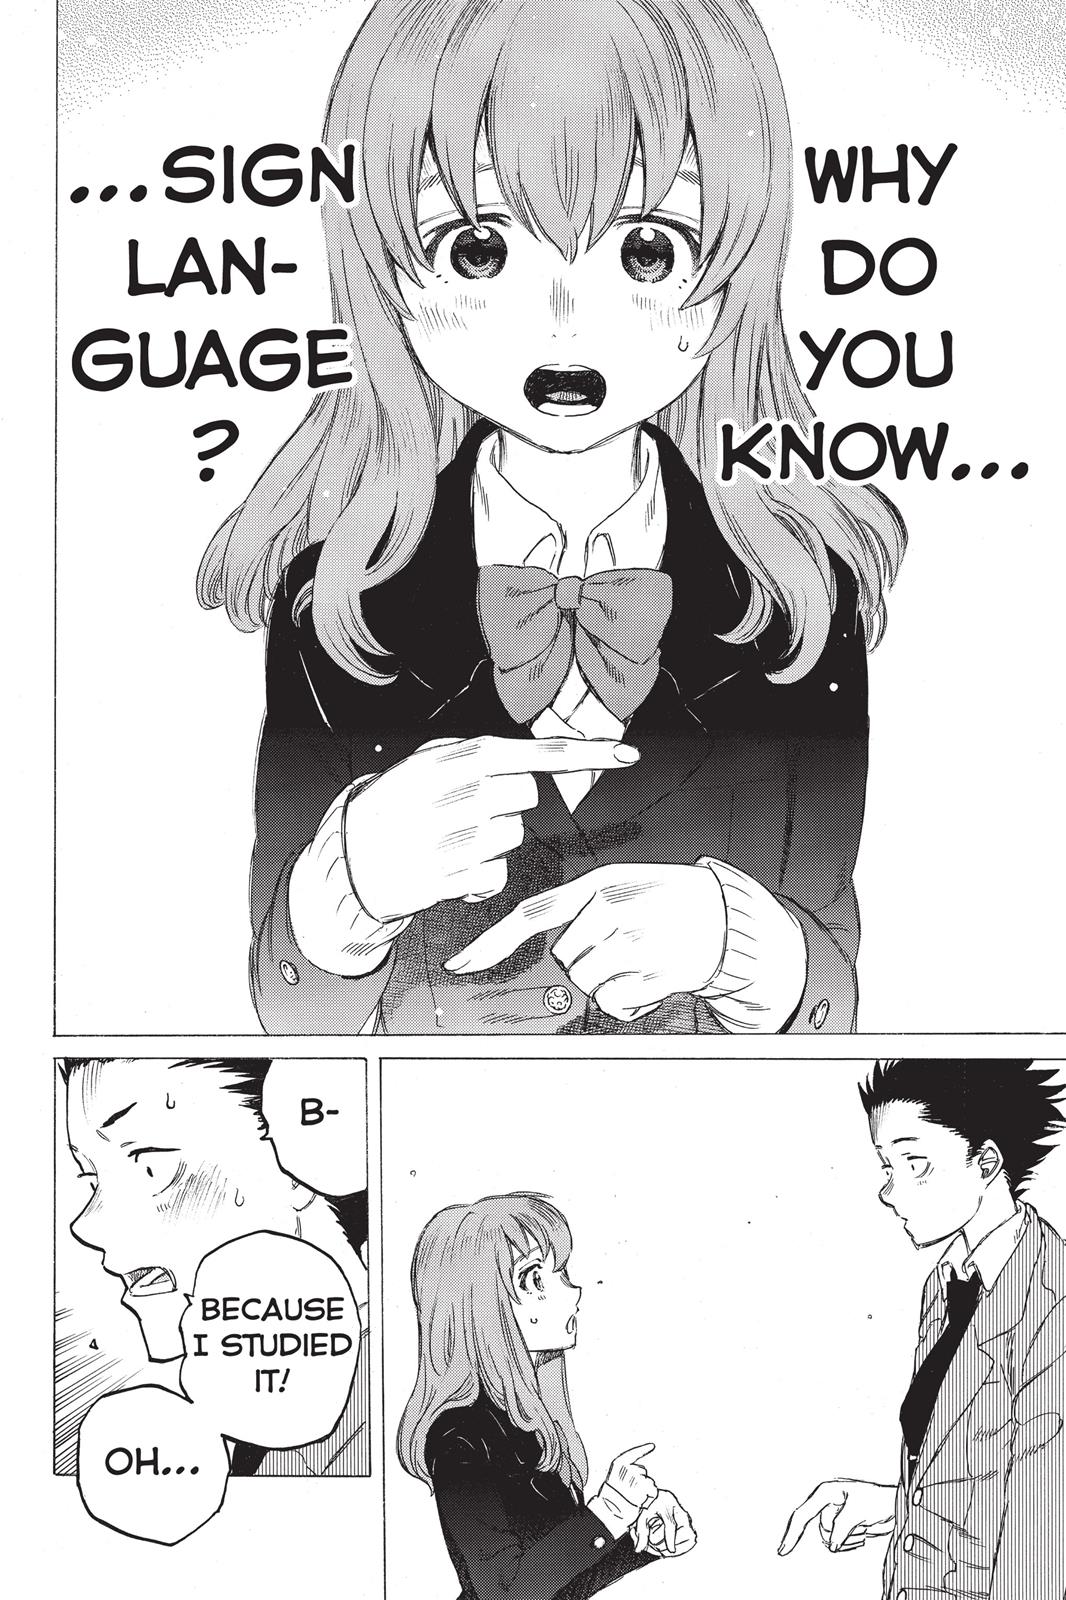 WHY
DO
YOU
KNOW...
...SIGN
LAN-
GUAGE
?
B-
BECAUSE
I STUDIED
IT!
OH...